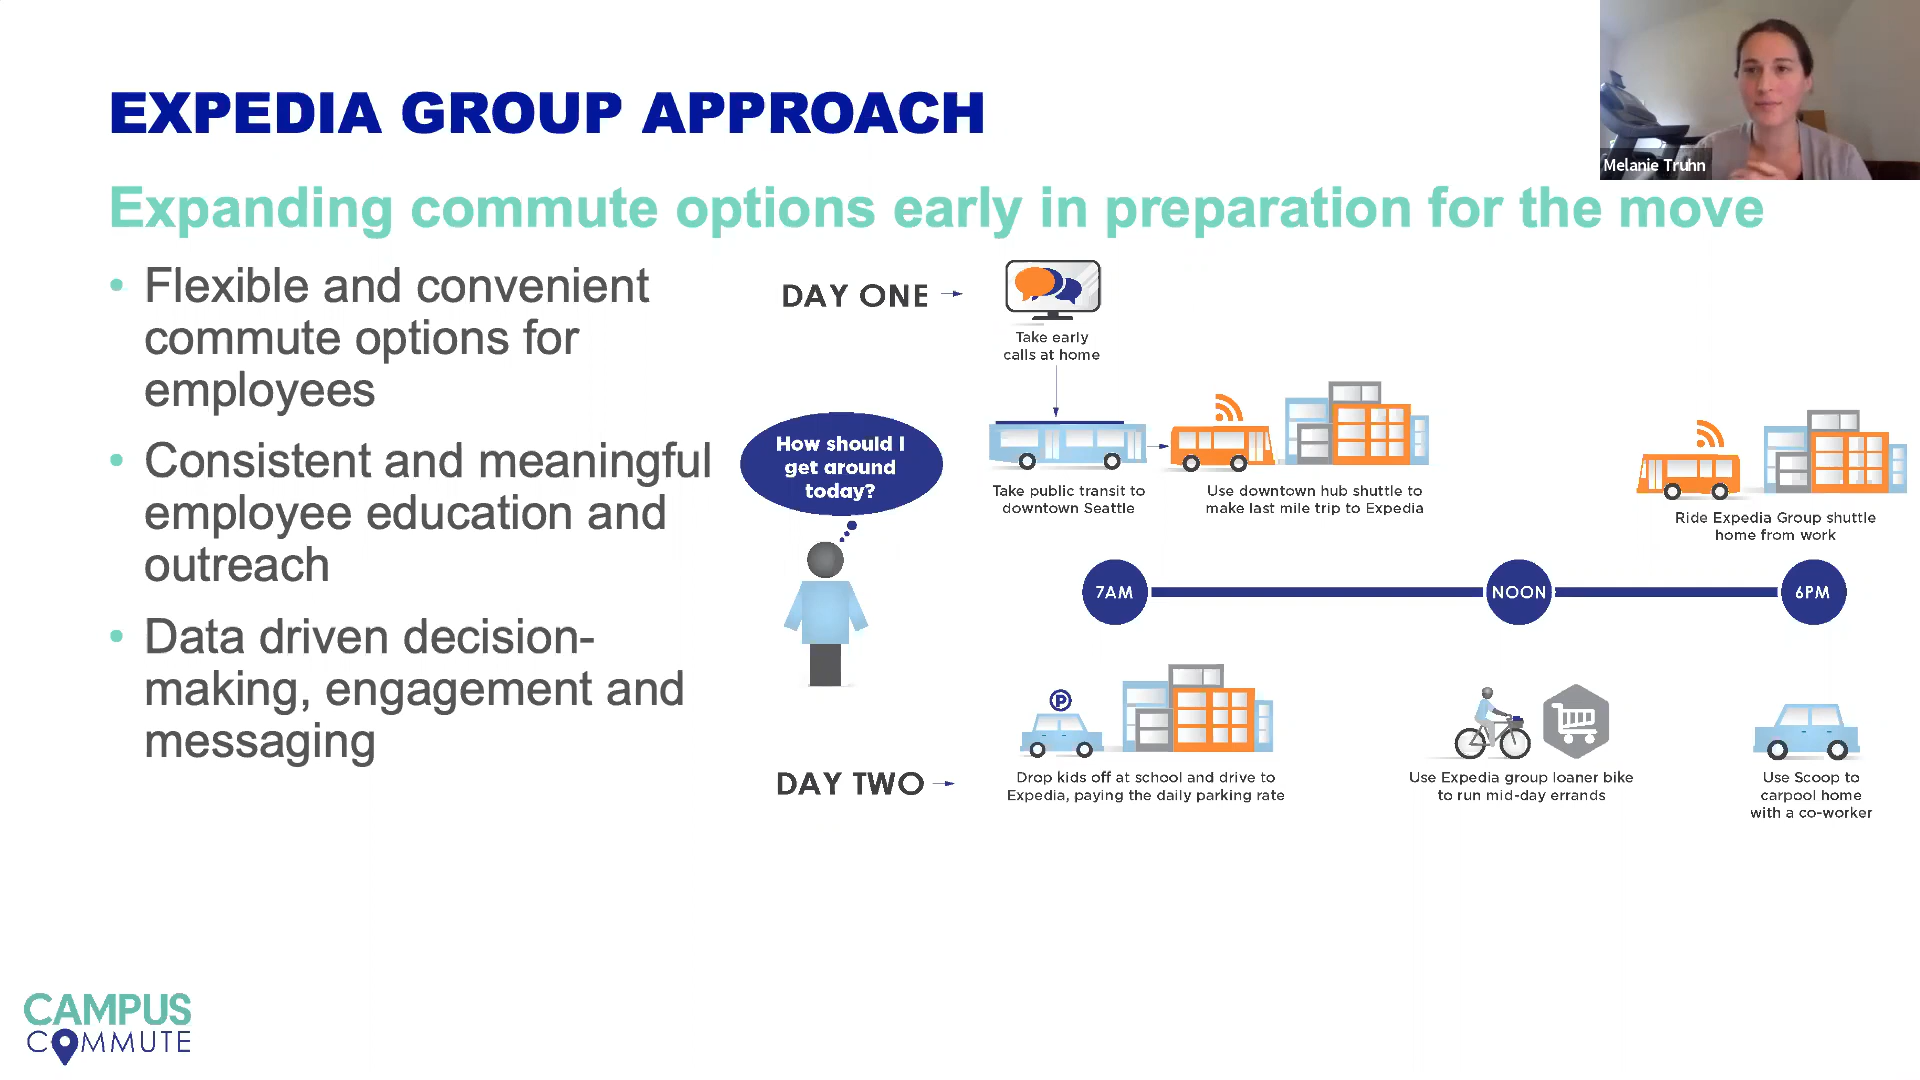 EXPEDIA GROUP APPROACH
Melanie Truhn
Expanding commute options early in preparation for the move
• Flexible and convenient
commute options for
employees
• Consistent and meaningful
employee education and
outreach
• Data driven decision-
making, engagement and
messaging
DAY ONE
Take early
calls at home
How should I
get around
today?
Take public transit to
downtown Seattle
Use downtown hub shuttle to
make last mile trip to Expedia
Ride Expedia Group shuttle
home from work
7AM
NOON
6PM
P
DAY TWO
Drop kids off at school and drive to
Expedia, paying the daily parking rate
Use Expedia group loaner bike
to run mid-day errands
Use Scoop to
carpool home
with a co-worker
CAMPUS
COMMUTE